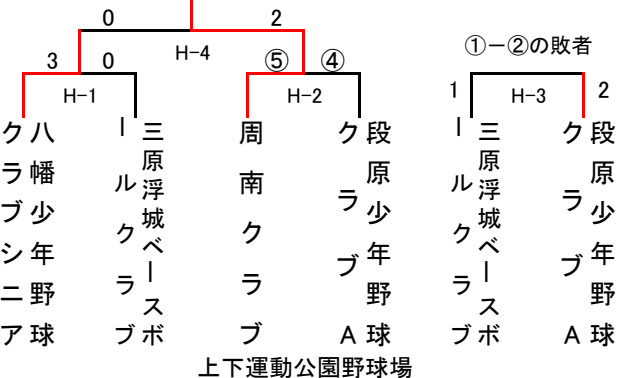 0 2
H-4
①－②の敗者
3 0
⑤ ④
1 2
H-1
H-2
H-3
八幡少年野球
クラブシニア
三原浮城ベースボ
ールクラブ
周南クラブ
段原少年野球
クラブA
三原浮城ベースボ
ールクラブ
段原少年野球
クラブA
上下運動公園野球場